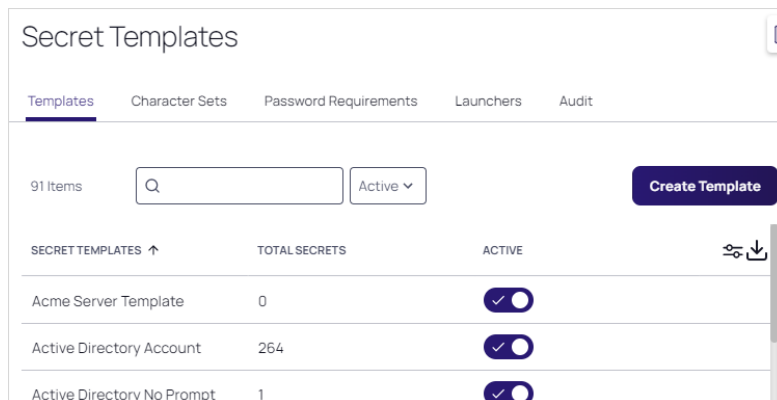 Secret Templates
Templates Character Sets Password Requirements Launchers Audit
91 Items Active Create Template
SECRET TEMPLATES TOTAL SECRETS ACTIVE
Acme Server Template 0
Active Directory Account 264
Active Directory No Prompt 1